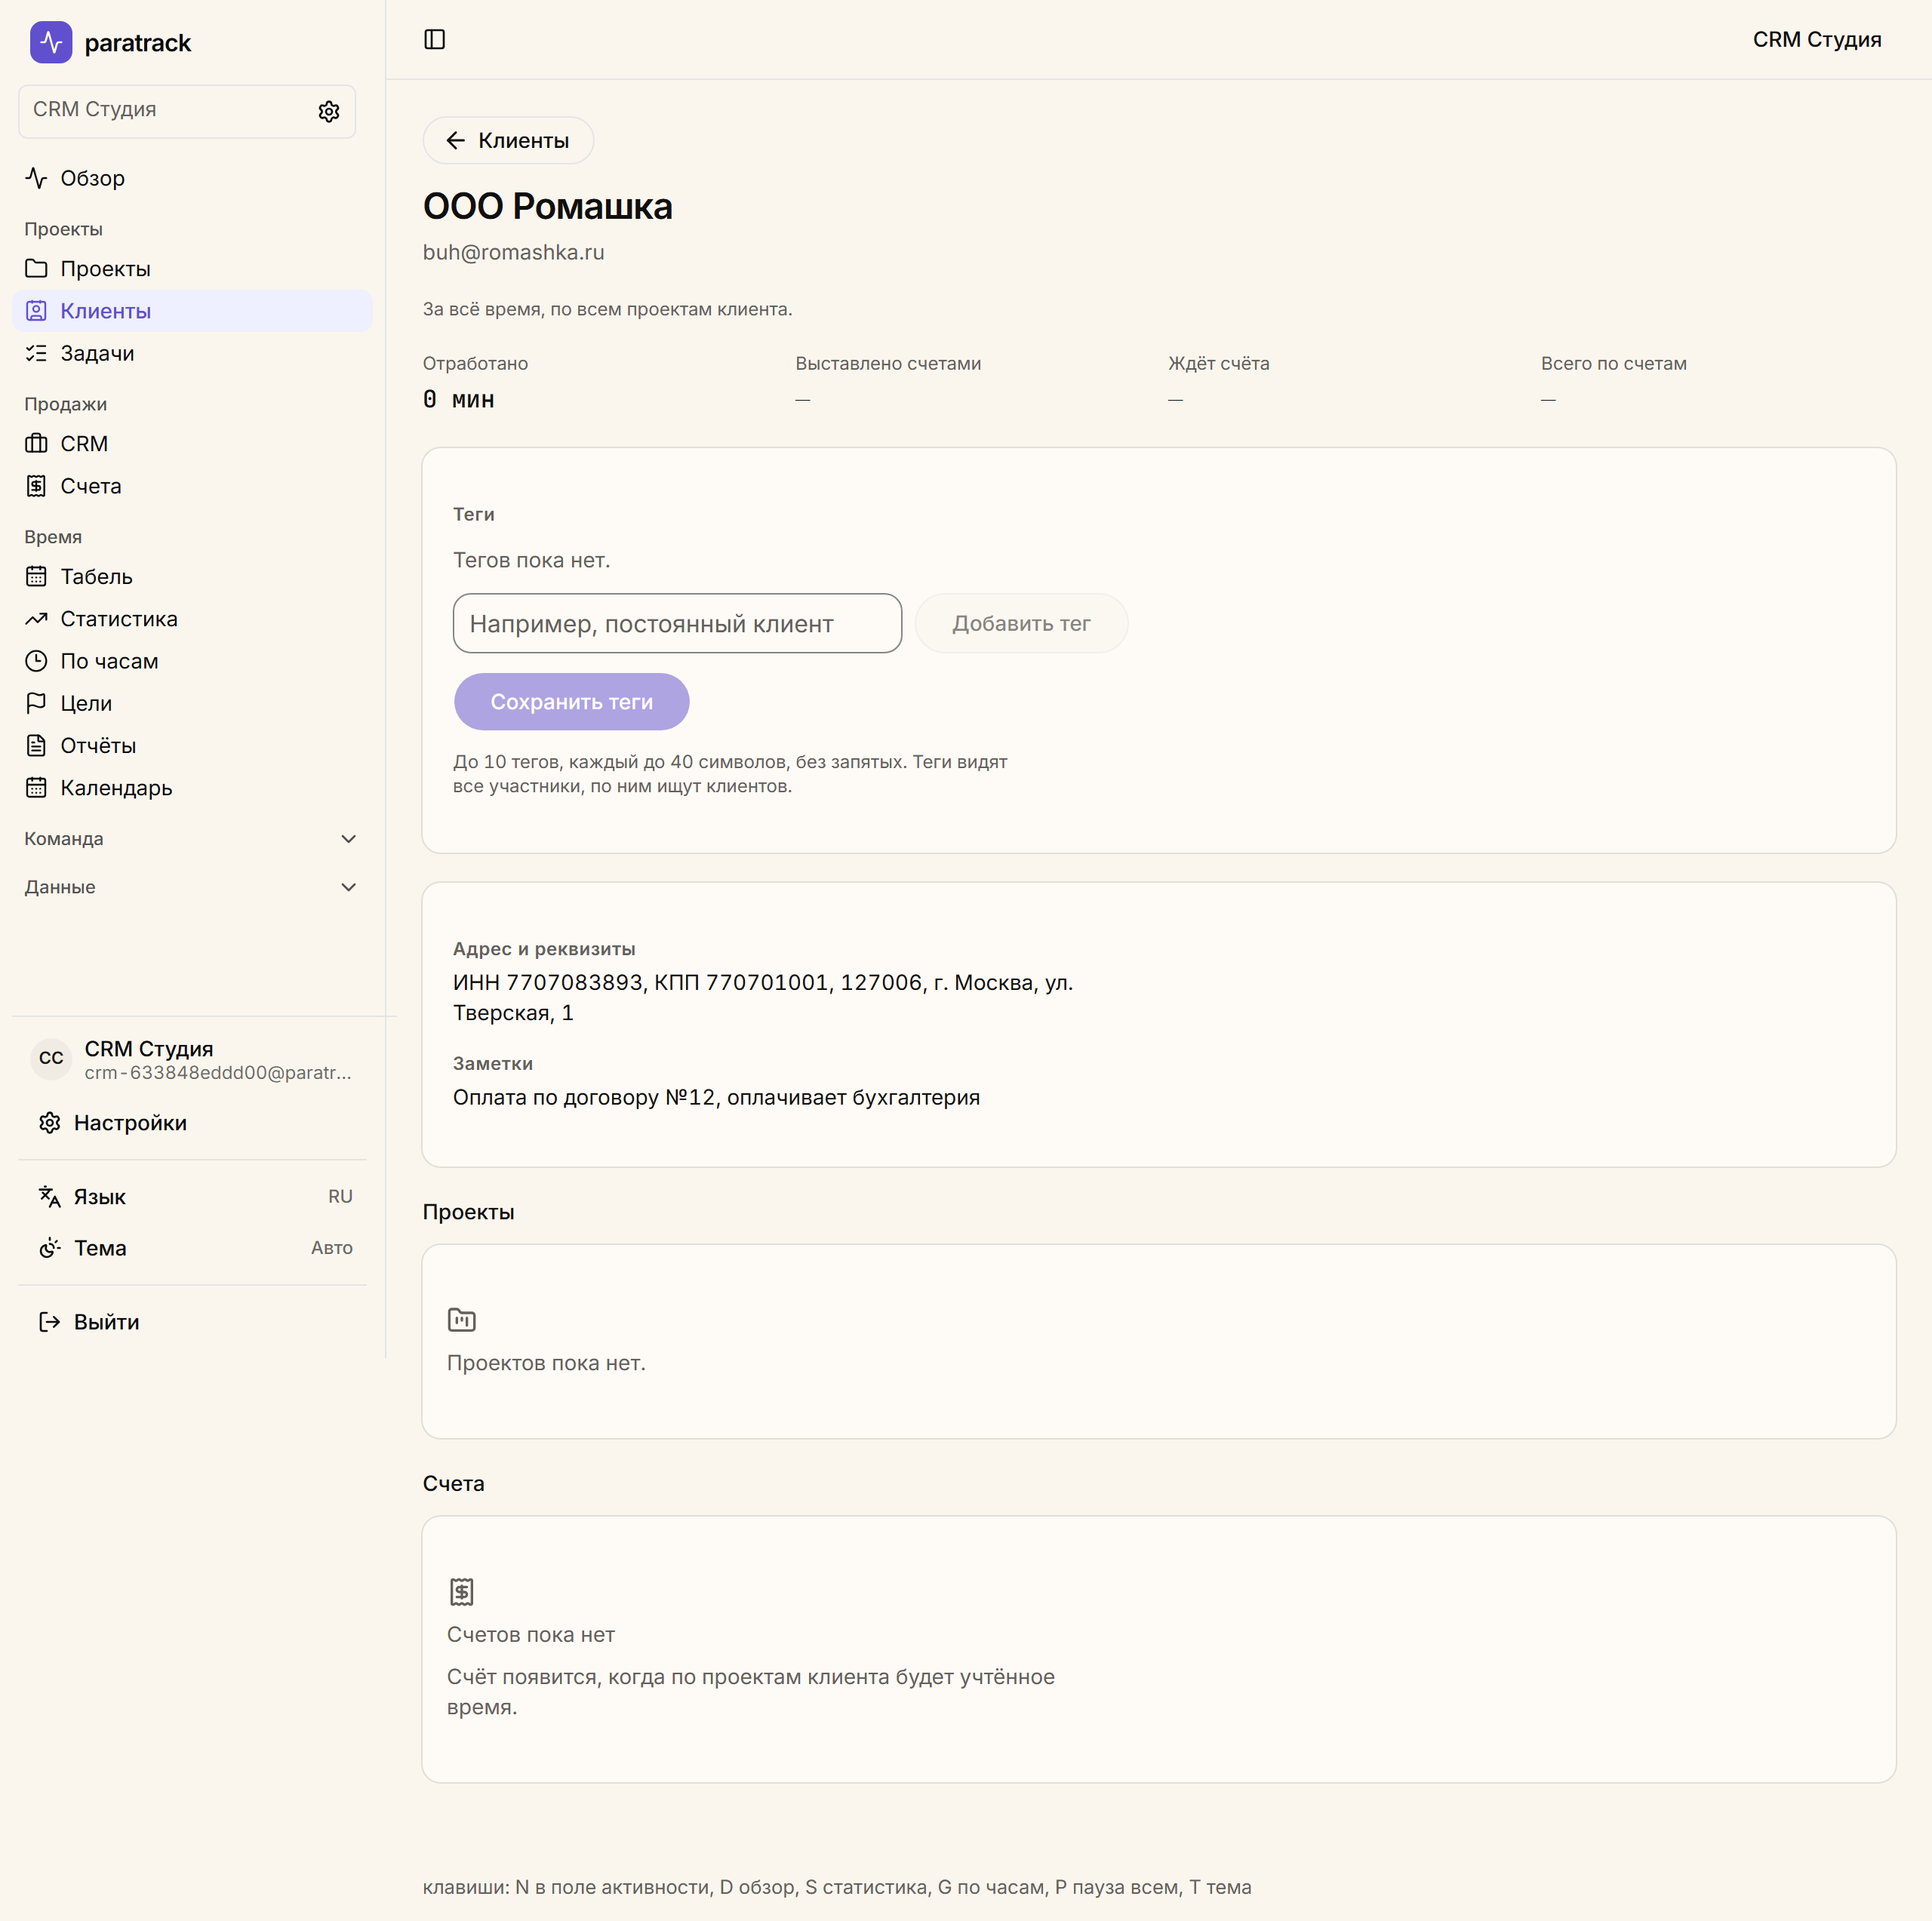 paratrack
CRM Студия
Обзор
Проекты
Проекты
Клиенты
Задачи
Продажи
CRM
Счета
Время
Табель
Статистика
По часам
Цели
Отчёты
Календарь
Команда
Данные
CC
CRM Студия
crm-633848eddd00@paratr...
Настройки
Язык RU
Тема Авто
Выйти
CRM Студия
Клиенты
ООО Ромашка
buh@romashka.ru
За всё время, по всем проектам клиента.
Отработано Выставлено счетами Ждёт счёта Всего по счетам
0 мин — — —
Теги
Тегов пока нет.
Например, постоянный клиент Добавить тег
Сохранить теги
До 10 тегов, каждый до 40 символов, без запятых. Теги видят
все участники, по ним ищут клиентов.
Адрес и реквизиты
ИНН 7707083893, КПП 770701001, 127006, г. Москва, ул.
Тверская, 1
Заметки
Оплата по договору №12, оплачивает бухгалтерия
Проекты
Проектов пока нет.
Счета
Счетов пока нет
Счёт появится, когда по проектам клиента будет учтённое
время.
клавиши: N в поле активности, D обзор, S статистика, G по часам, P пауза всем, T тема